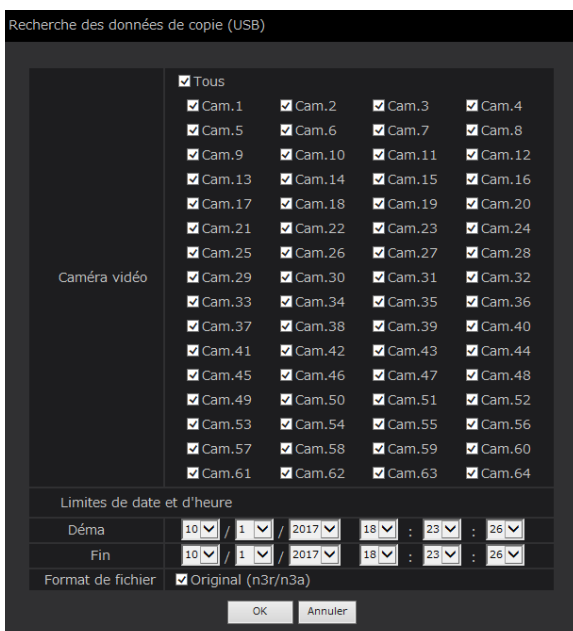 Recherche des données de copie (USB)
Tous
Cam.1 Cam.2 Cam.3 Cam.4
Cam.5 Cam.6 Cam.7 Cam.8
Cam.9 Cam.10 Cam.11 Cam.12
Cam.13 Cam.14 Cam.15 Cam.16
Cam.17 Cam.18 Cam.19 Cam.20
Cam.21 Cam.22 Cam.23 Cam.24
Cam.25 Cam.26 Cam.27 Cam.28
Caméra vidéo Cam.29 Cam.30 Cam.31 Cam.32
Cam.33 Cam.34 Cam.35 Cam.36
Cam.37 Cam.38 Cam.39 Cam.40
Cam.41 Cam.42 Cam.43 Cam.44
Cam.45 Cam.46 Cam.47 Cam.48
Cam.49 Cam.50 Cam.51 Cam.52
Cam.53 Cam.54 Cam.55 Cam.56
Cam.57 Cam.58 Cam.59 Cam.60
Cam.61 Cam.62 Cam.63 Cam.64
Limites de date et d'heure
Déma 10 / 1 / 2017 18 : 23 : 26
Fin 10 / 1 / 2017 18 : 23 : 26
Format de fichier Original (n3r/n3a)
OK Annuler